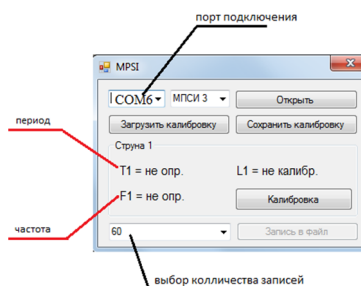 порт подключения
MPSI
COM6 МПСИ 3 Открыть
Загрузить калибровку Сохранить калибровку
период
Струна 1
T1 = не опр. L1 = не калибр.
F1 = не опр. Калибровка
частота
60 Запись в файл
выбор колличества записей